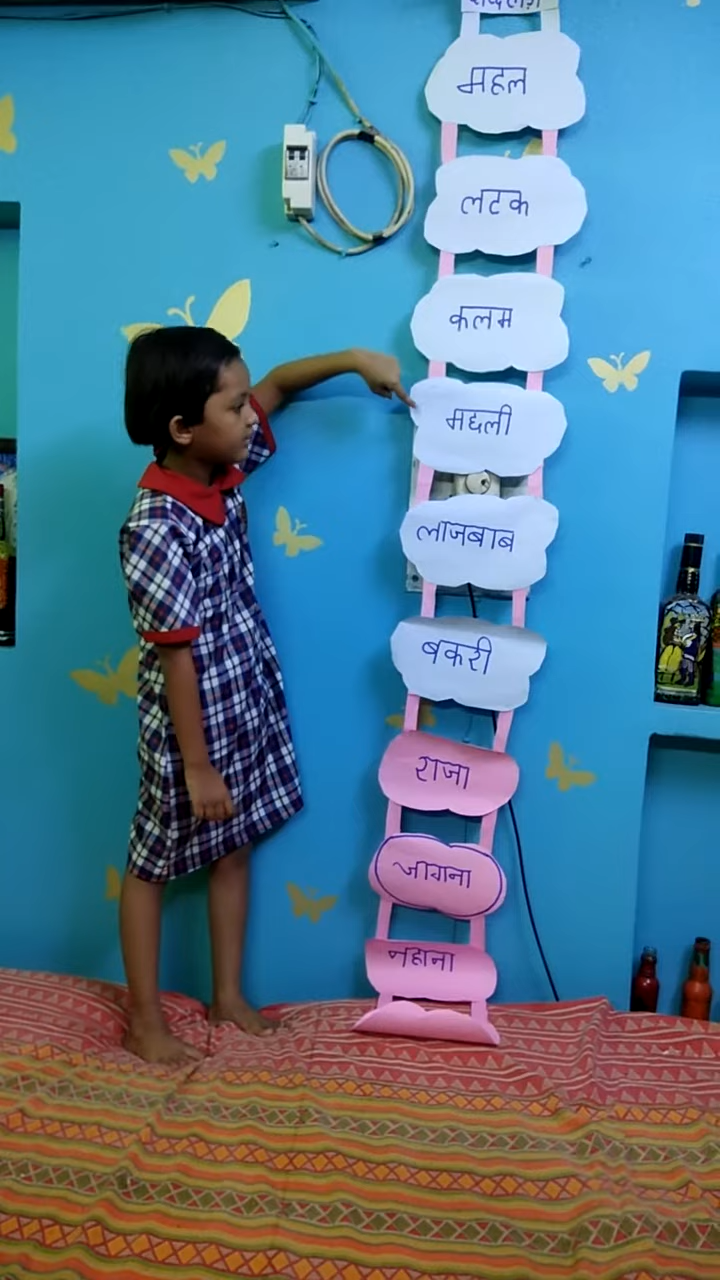 महल
लटक
कलम
मछली
लाजबाब
बकरी
राजा
जागना
नहाना